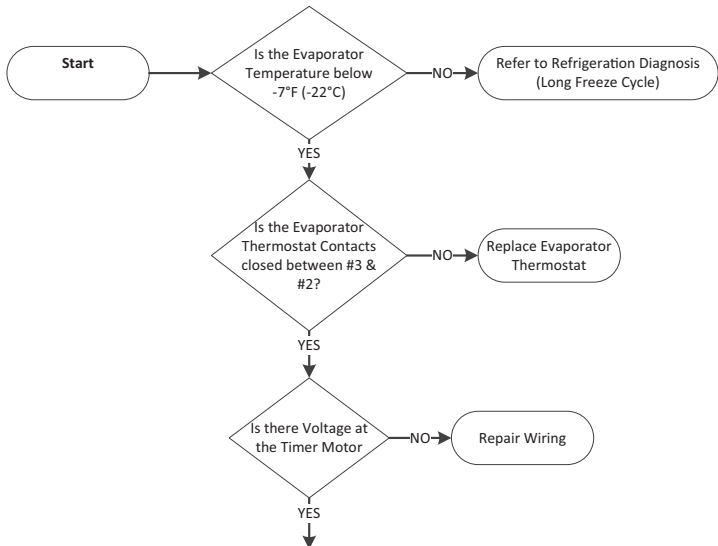 Start
Is the Evaporator
Temperature below
-7°F (-22°C)
NO
Refer to Refrigeration Diagnosis
(Long Freeze Cycle)
YES
Is the Evaporator
Thermostat Contacts
closed between #3 &
#2?
NO
Replace Evaporator
Thermostat
YES
Is there Voltage at
the Timer Motor
NO
Repair Wiring
YES